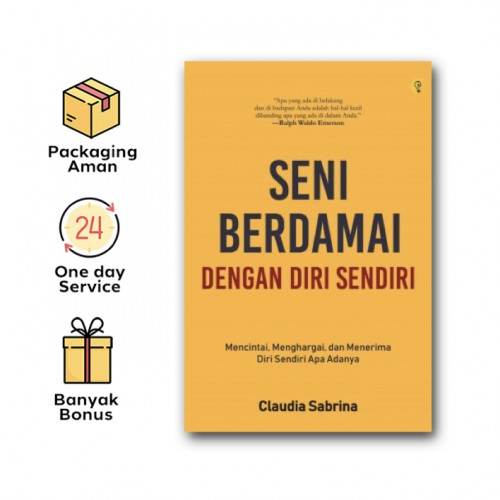 Packaging
Aman
24
One day
Service
Banyak
Bonus
"Apa yang ada di belakang
dan di hadapan Anda adalah hal-hal kecil
dibanding apa yang ada di dalam Anda."
—Ralph Waldo Emerson
SENI
BERDAMAI
DENGAN DIRI SENDIRI
Mencintai, Menghargai, dan Menerima
Diri Sendiri Apa Adanya
Claudia Sabrina